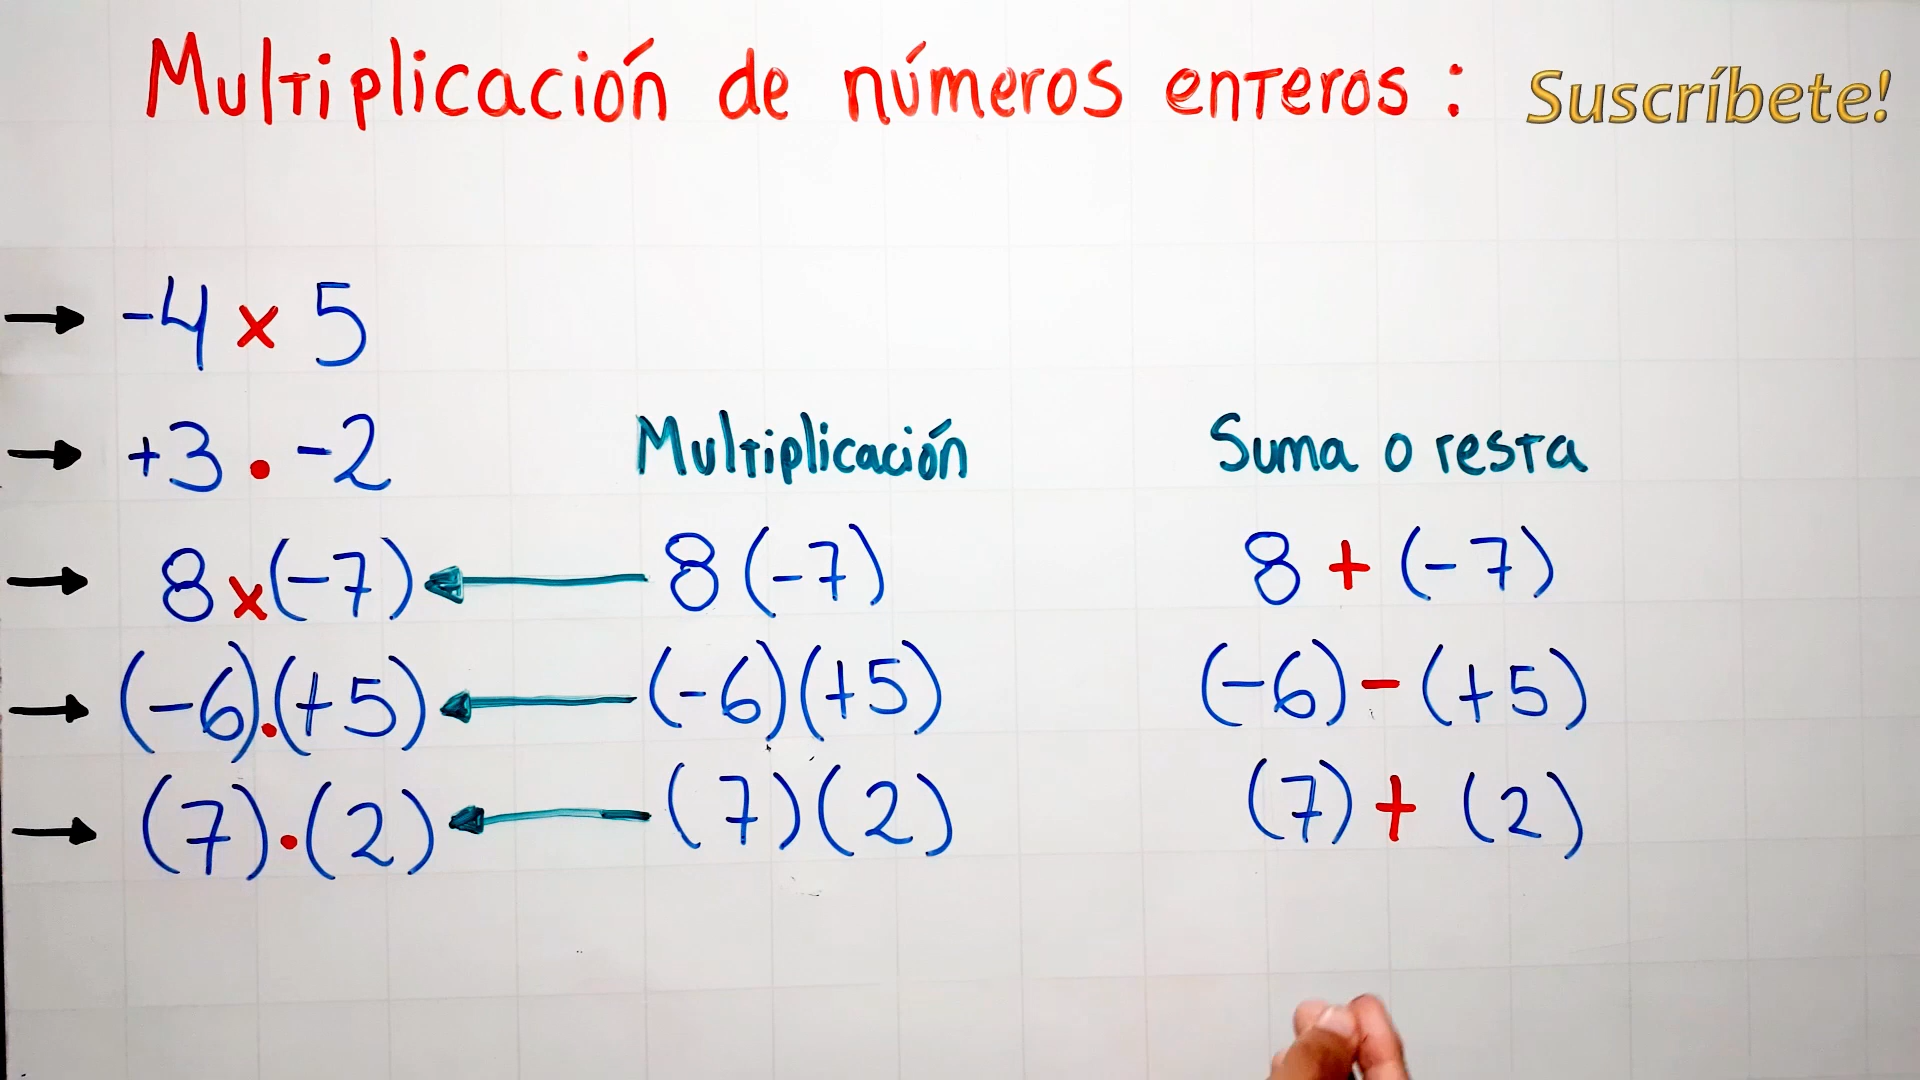 Multiplicación de números enteros :
Suscríbete!
-4 x 5
+3 . -2
Multiplicación
Suma o resta
8 x (-7)
8 (-7)
8 + (-7)
(-6) . (+5)
(-6) (+5)
(-6) - (+5)
(7) . (2)
(7) (2)
(7) + (2)